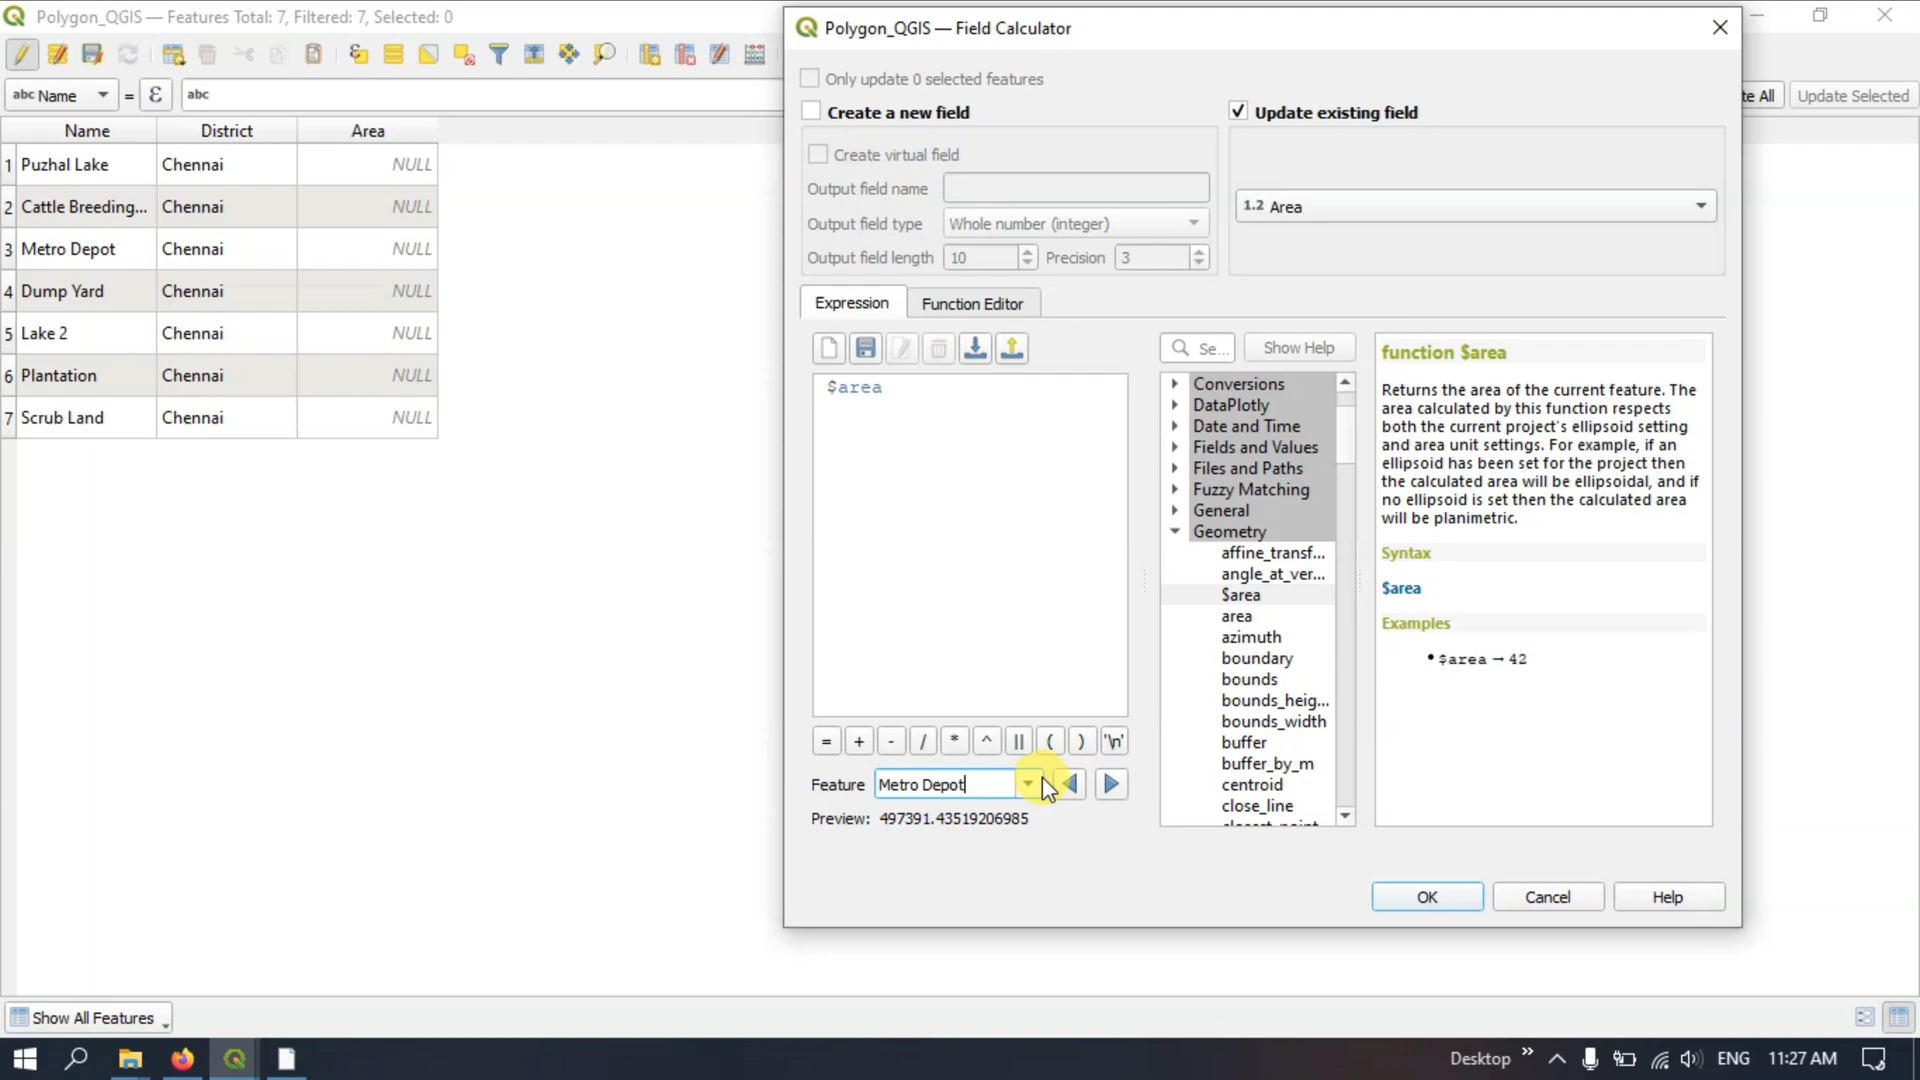 Polygon_QGIS — Features Total: 7, Filtered: 7, Selected: 0
abc Name = ε abc
te All Update Selected
Name District Area
1 Puzhal Lake Chennai NULL
2 Cattle Breeding... Chennai NULL
3 Metro Depot Chennai NULL
4 Dump Yard Chennai NULL
5 Lake 2 Chennai NULL
6 Plantation Chennai NULL
7 Scrub Land Chennai NULL
Polygon_QGIS — Field Calculator
Only update 0 selected features
Create a new field
Update existing field
Create virtual field
Output field name
Output field type Whole number (integer)
Output field length 10 Precision 3
1.2 Area
Expression Function Editor
$area
= + - / * ^ || ( ) '\n'
Feature Metro Depot
Preview: 497391.43519206985
Se... Show Help
Conversions
DataPlotly
Date and Time
Fields and Values
Files and Paths
Fuzzy Matching
General
Geometry
affine_transf...
angle_at_ver...
$area
area
azimuth
boundary
bounds
bounds_heig...
bounds_width
buffer
buffer_by_m
centroid
close_line
function $area
Returns the area of the current feature. The
area calculated by this function respects
both the current project's ellipsoid setting
and area unit settings. For example, if an
ellipsoid has been set for the project then
the calculated area will be ellipsoidal, and if
no ellipsoid is set then the calculated area
will be planimetric.
Syntax
$area
Examples
• $area → 42
OK Cancel Help
Show All Features
Desktop » ENG 11:27 AM